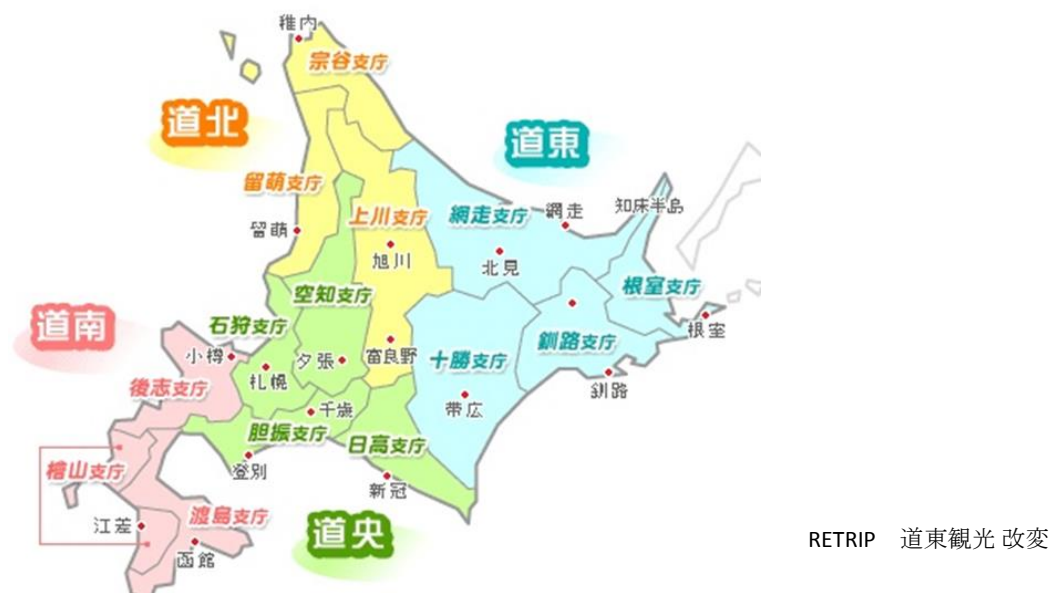 稚内
宗谷支庁
道北
道東
留萌支庁
上川支庁
網走支庁
網走
知床半島
留萌
旭川
北見
空知支庁
根室支庁
道南
石狩支庁
根室
小樽
夕張
富良野
十勝支庁
釧路支庁
後志支庁
札幌
釧路
千歳
帯広
胆振支庁
日高支庁
檜山支庁
登別
新冠
渡島支庁
江差
道央
函館
RETRIP 道東観光 改変